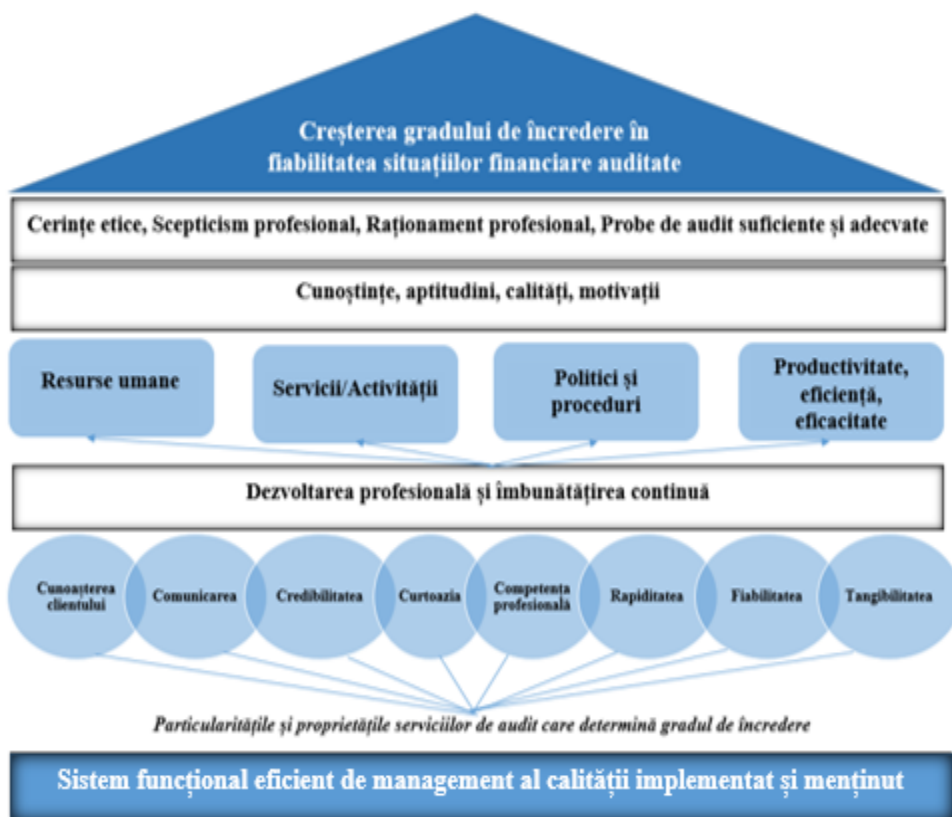 Creșterea gradului de încredere în
fiabilitatea situațiilor financiare auditate
Cerințe etice, Scepticism profesional, Raționament profesional, Probe de audit suficiente și adecvate
Cunoștințe, aptitudini, calități, motivații
Resurse umane
Servicii/Activității
Politici și
proceduri
Productivitate,
eficiență,
eficacitate
Dezvoltarea profesională și îmbunătățirea continuă
Cunoașterea
clientului
Comunicarea
Credibilitatea
Curtoazia
Competența
profesională
Rapiditatea
Fiabilitatea
Tangibilitatea
Particularitățile și proprietățile serviciilor de audit care determină gradul de încredere
Sistem funcțional eficient de management al calității implementat și menținut